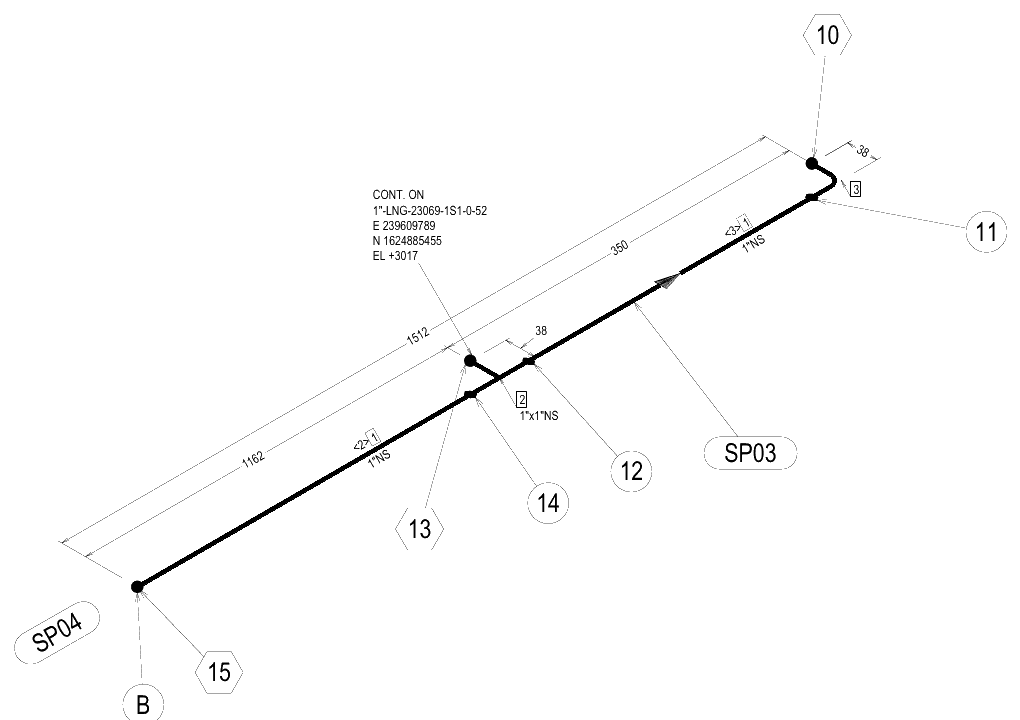 10
38
3
CONT. ON
1"-LNG-23069-1S1-0-52
E 239609789
N 1624885455
EL +3017
<3> 1
1"NS
11
350
1512
38
2
1"x1"NS
<2> 1
1"NS
1162
SP03
12
14
13
SP04
15
B